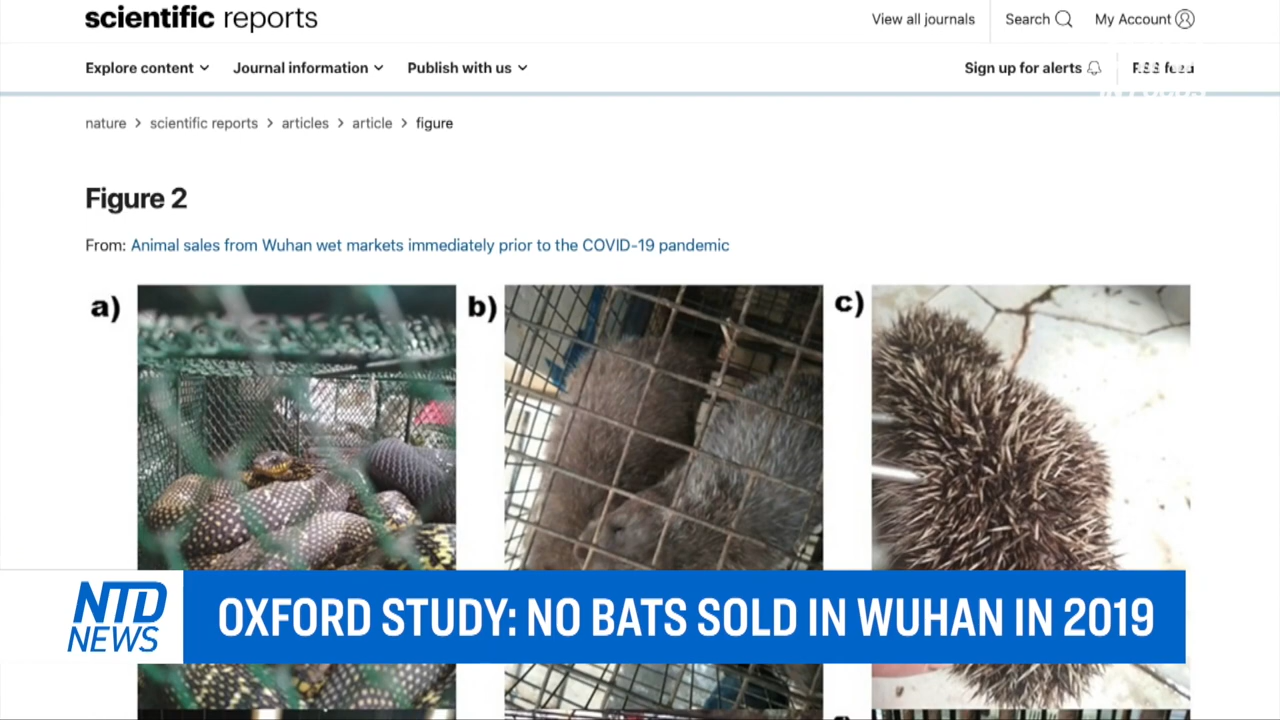 scientific reports
View all journals
Search
My Account
Explore content
Journal information
Publish with us
Sign up for alerts
RSS feed
nature > scientific reports > articles > article > figure
Figure 2
From: Animal sales from Wuhan wet markets immediately prior to the COVID-19 pandemic
a)
b)
c)
NTD
NEWS
OXFORD STUDY: NO BATS SOLD IN WUHAN IN 2019